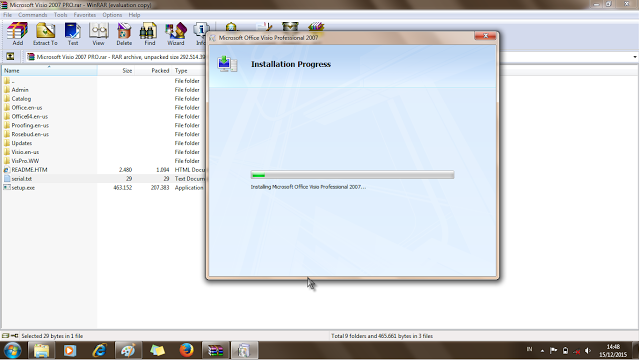 Microsoft Visio 2007 PRO.rar - WinRAR (evaluation copy)
File Commands Tools Favorites Options Help
Add Extract To Test View Delete Find Wizard Info
Microsoft Visio 2007 PRO.rar - RAR archive, unpacked size 292.514.39
Name Size Packed Type
..
File folder
Admin File folder
Catalog File folder
Office.en-us File folder
Office64.en-us File folder
Proofing.en-us File folder
Rosebud.en-us File folder
Updates File folder
Visio.en-us File folder
VisPro.WW File folder
README.HTM 2.480 1.094 HTML Docum
serial.txt 29 29 Text Docume
setup.exe 463.152 207.383 Application
Microsoft Office Visio Professional 2007
Installation Progress
Installing Microsoft Office Visio Professional 2007...
Selected 29 bytes in 1 file
Total 9 folders and 465.661 bytes in 3 files
IN
14:48
15/12/2015